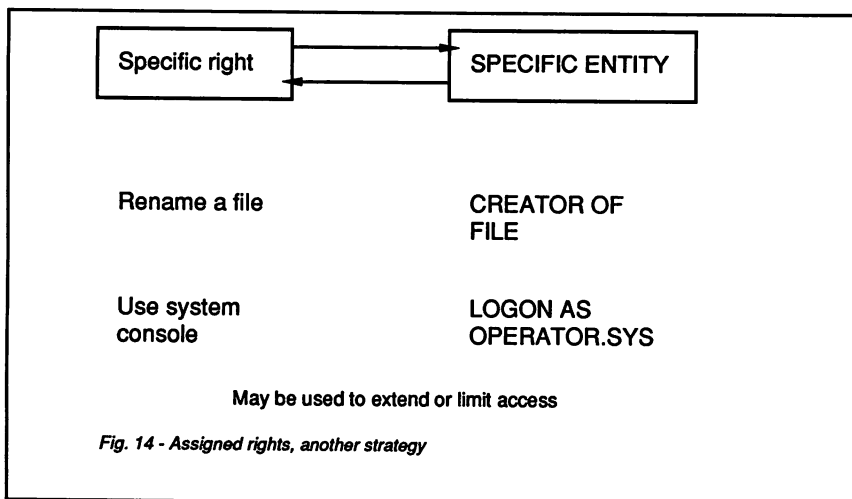 Specific right
SPECIFIC ENTITY
Rename a file
CREATOR OF
FILE
Use system
console
LOGON AS
OPERATOR.SYS
May be used to extend or limit access
Fig. 14 - Assigned rights, another strategy